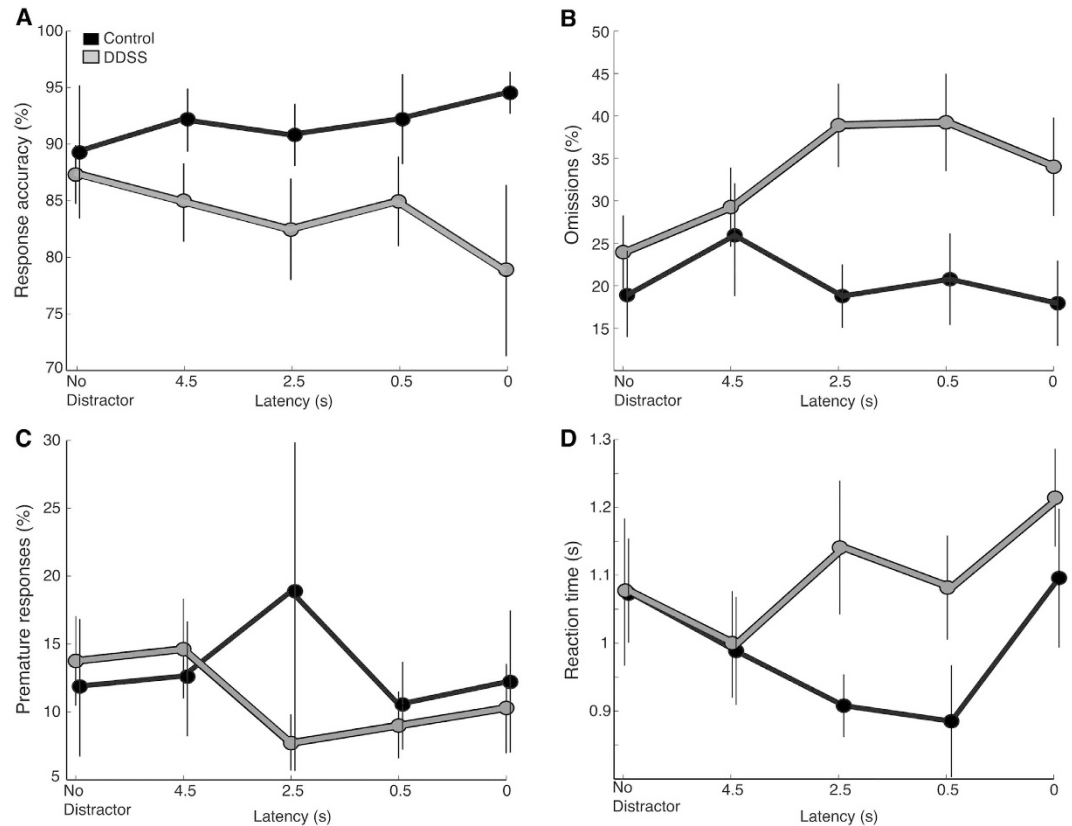 A
Response accuracy (%)
100
95
90
85
80
75
70
Control
DDSS
No
Distractor
4.5
2.5
0.5
0
Latency (s)
B
Omissions (%)
50
45
40
35
30
25
20
15
No
Distractor
4.5
2.5
0.5
0
Latency (s)
C
Premature responses (%)
30
25
20
15
10
5
No
Distractor
4.5
2.5
0.5
0
Latency (s)
D
Reaction time (s)
1.3
1.2
1.1
1
0.9
No
Distractor
4.5
2.5
0.5
0
Latency (s)